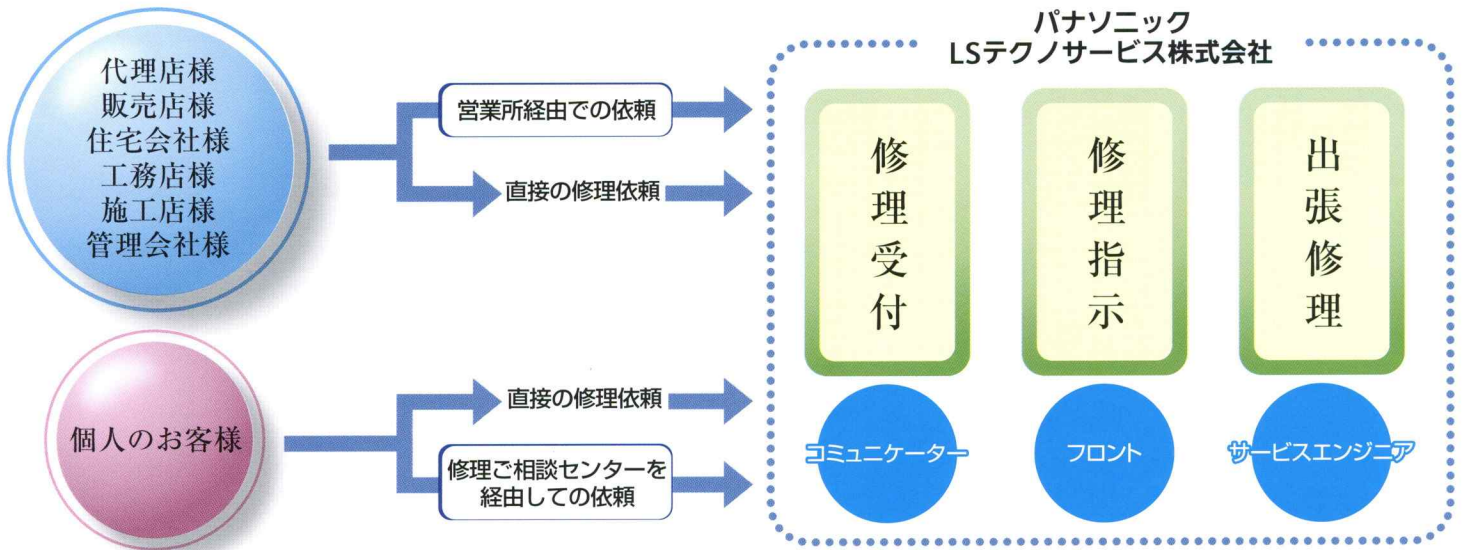 代理店様
販売店様
住宅会社様
工務店様
施工店様
管理会社様
営業所経由での依頼
直接の修理依頼
個人のお客様
直接の修理依頼
修理ご相談センターを
経由しての依頼
パナソニック
LSテクノサービス株式会社
修理受付
修理指示
出張修理
コミュニケーター
フロント
サービスエンジニア